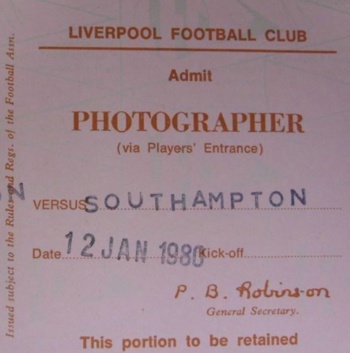 LIVERPOOL FOOTBALL CLUB
Admit
PHOTOGRAPHER
(via Players' Entrance)
VERSUS SOUTHAMPTON
Date 12 JAN 1980 Kick-off
P. B. Robinson
General Secretary.
This portion to be retained
Issued subject to the Rules and Regs. of the Football Assn.